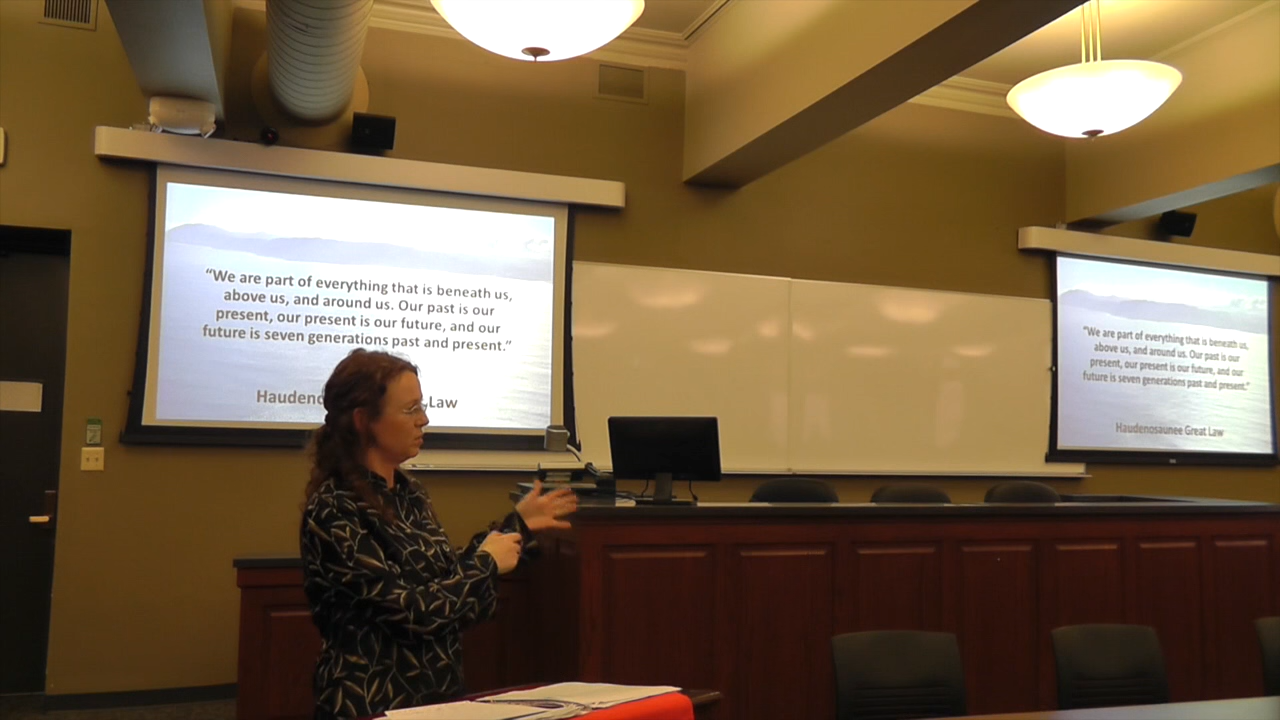 “We are part of everything that is beneath us,
above us, and around us. Our past is our
present, our present is our future, and our
future is seven generations past and present.”
Haudeno Law
“We are part of everything that is beneath us,
above us, and around us. Our past is our
present, our present is our future, and our
future is seven generations past and present.”
Haudenosaunee Great Law